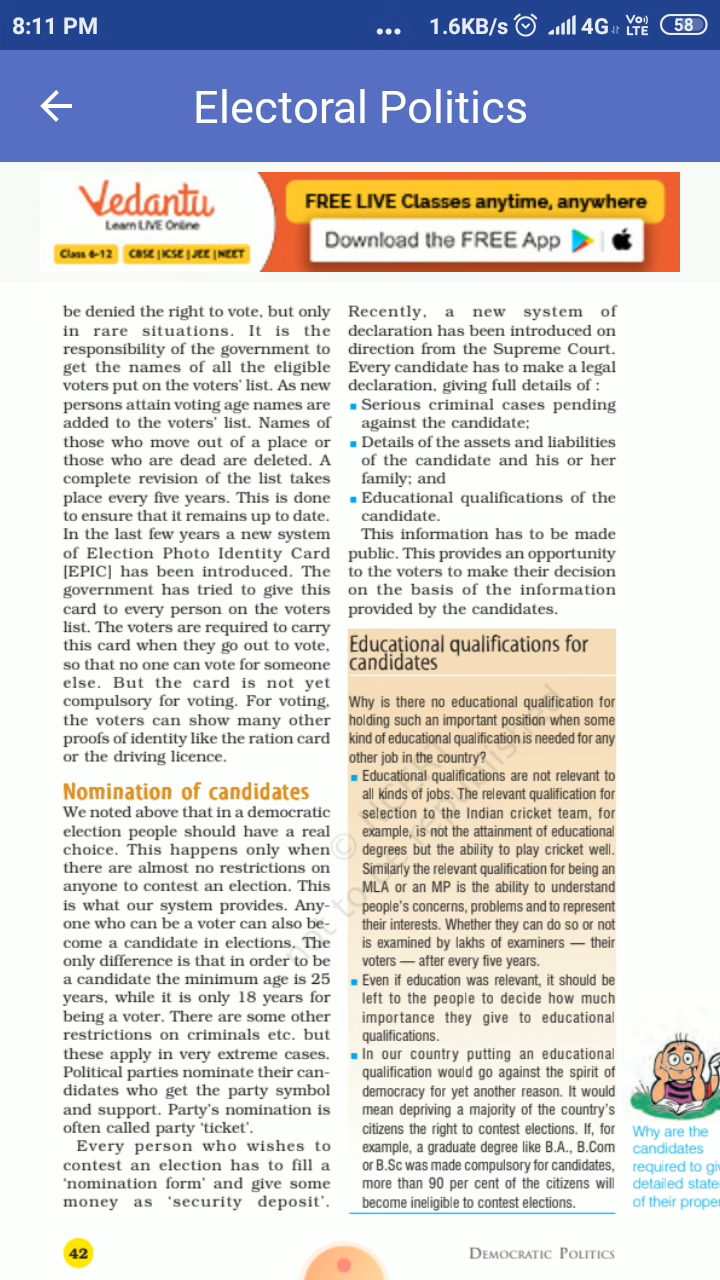 8:11 PM
... 1.6KB/s 4G Vo)) LTE 58
Electoral Politics
Vedantu
Learn LIVE Online
Class 6-12 CBSE | ICSE | JEE | NEET
FREE LIVE Classes anytime, anywhere
Download the FREE App
be denied the right to vote, but only
in rare situations. It is the
responsibility of the government to
get the names of all the eligible
voters put on the voters' list. As new
persons attain voting age names are
added to the voters' list. Names of
those who move out of a place or
those who are dead are deleted. A
complete revision of the list takes
place every five years. This is done
to ensure that it remains up to date.
In the last few years a new system
of Election Photo Identity Card
[EPIC] has been introduced. The
government has tried to give this
card to every person on the voters
list. The voters are required to carry
this card when they go out to vote,
so that no one can vote for someone
else. But the card is not yet
compulsory for voting. For voting,
the voters can show many other
proofs of identity like the ration card
or the driving licence.
Nomination of candidates
We noted above that in a democratic
election people should have a real
choice. This happens only when
there are almost no restrictions on
anyone to contest an election. This
is what our system provides. Any-
one who can be a voter can also be-
come a candidate in elections. The
only difference is that in order to be
a candidate the minimum age is 25
years, while it is only 18 years for
being a voter. There are some other
restrictions on criminals etc. but
these apply in very extreme cases.
Political parties nominate their can-
didates who get the party symbol
and support. Party's nomination is
often called party 'ticket'.
Every person who wishes to
contest an election has to fill a
'nomination form' and give some
money as 'security deposit'.
Recently, a new system of
declaration has been introduced on
direction from the Supreme Court.
Every candidate has to make a legal
declaration, giving full details of :
▪ Serious criminal cases pending
against the candidate;
▪ Details of the assets and liabilities
of the candidate and his or her
family; and
▪ Educational qualifications of the
candidate.
This information has to be made
public. This provides an opportunity
to the voters to make their decision
on the basis of the information
provided by the candidates.
Educational qualifications for
candidates
Why is there no educational qualification for
holding such an important position when some
kind of educational qualification is needed for any
other job in the country?
▪ Educational qualifications are not relevant to
all kinds of jobs. The relevant qualification for
selection to the Indian cricket team, for
example, is not the attainment of educational
degrees but the ability to play cricket well.
Similarly the relevant qualification for being an
MLA or an MP is the ability to understand
people's concerns, problems and to represent
their interests. Whether they can do so or not
is examined by lakhs of examiners — their
voters — after every five years.
▪ Even if education was relevant, it should be
left to the people to decide how much
importance they give to educational
qualifications.
▪ In our country putting an educational
qualification would go against the spirit of
democracy for yet another reason. It would
mean depriving a majority of the country's
citizens the right to contest elections. If, for
example, a graduate degree like B.A., B.Com
or B.Sc was made compulsory for candidates,
more than 90 per cent of the citizens will
become ineligible to contest elections.
Why are the
candidates
required to gi
detailed state
of their prope
© NCERT
not to be republished
42
DEMOCRATIC POLITICS